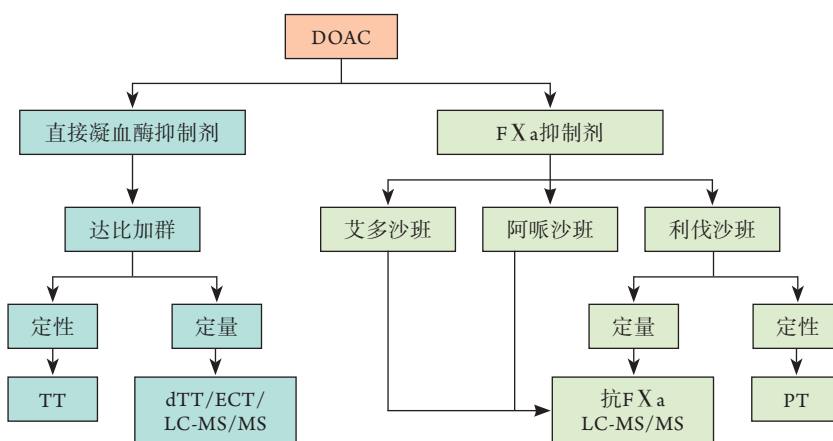 DOAC
直接凝血酶抑制剂
FⅩa抑制剂
达比加群
艾多沙班
阿哌沙班
利伐沙班
定性
定量
定量
定性
TT
dTT/ECT/
LC-MS/MS
抗FⅩa
LC-MS/MS
PT